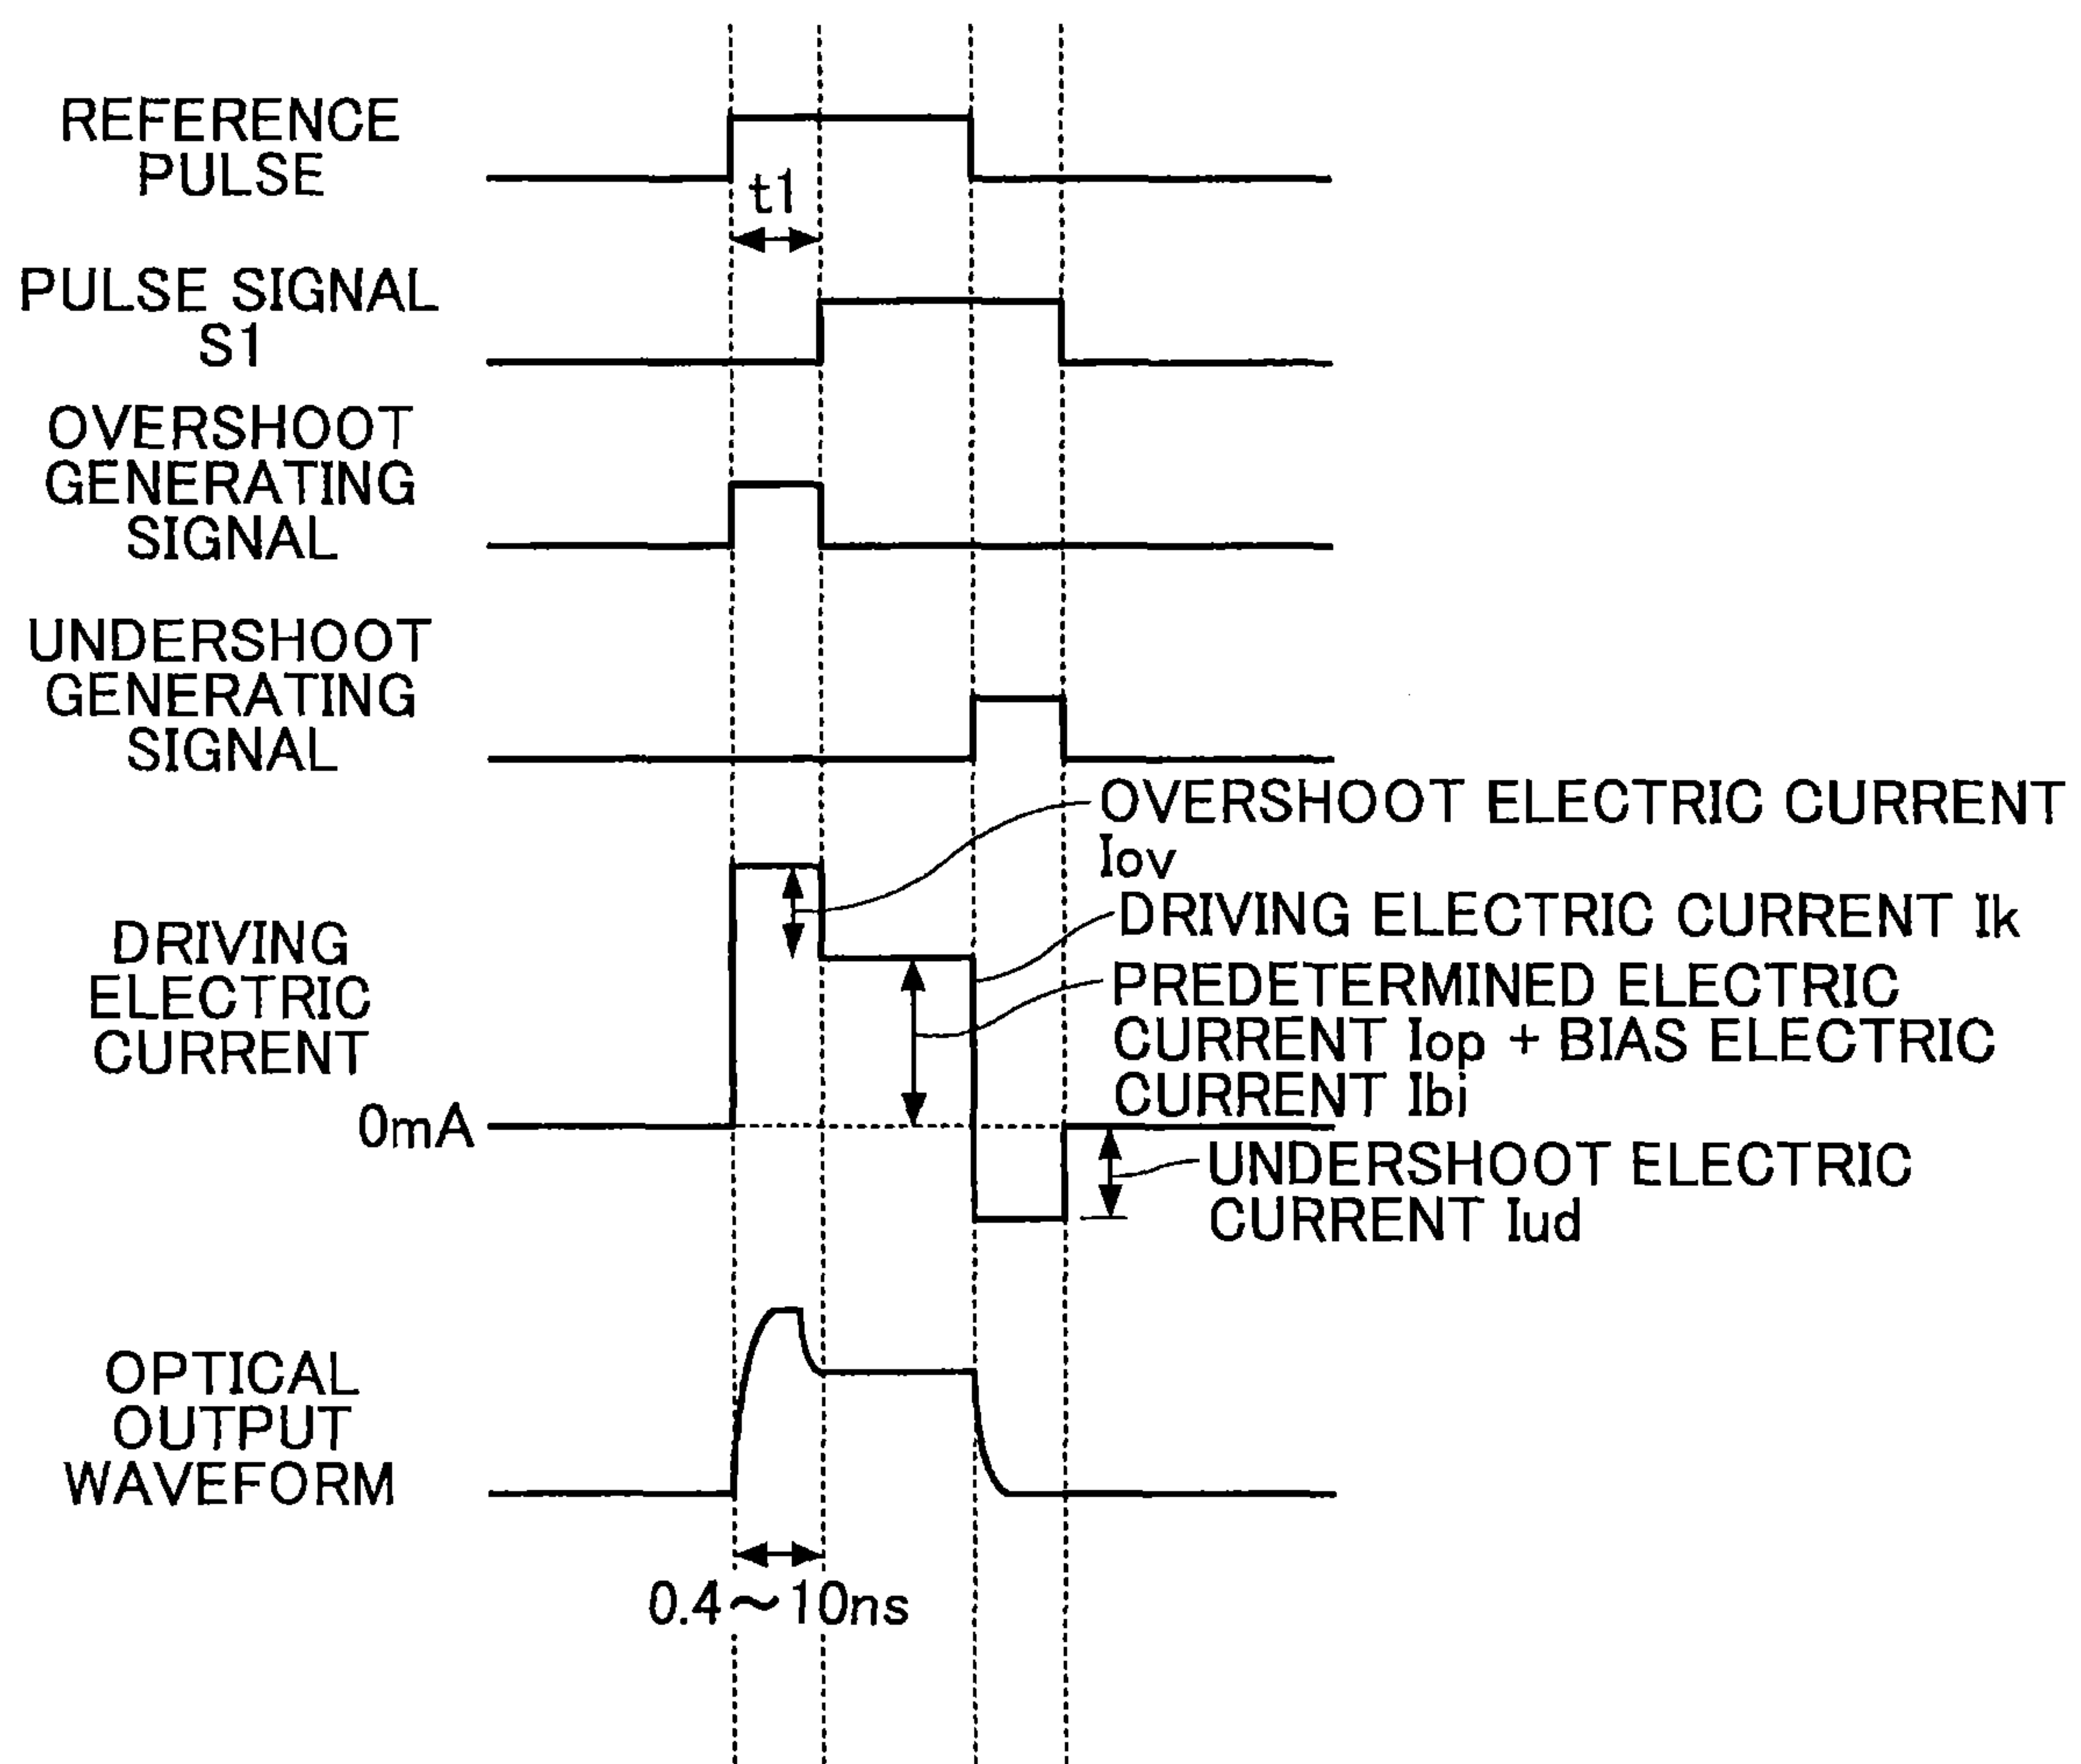 REFERENCE
PULSE
t1
PULSE SIGNAL
S1
OVERSHOOT
GENERATING
SIGNAL
UNDERSHOOT
GENERATING
SIGNAL
OVERSHOOT ELECTRIC CURRENT
Iov
DRIVING ELECTRIC CURRENT Ik
DRIVING
ELECTRIC
CURRENT
PREDETERMINED ELECTRIC
CURRENT Iop + BIAS ELECTRIC
CURRENT Ibi
0mA
UNDERSHOOT ELECTRIC
CURRENT Iud
OPTICAL
OUTPUT
WAVEFORM
0.4～10ns